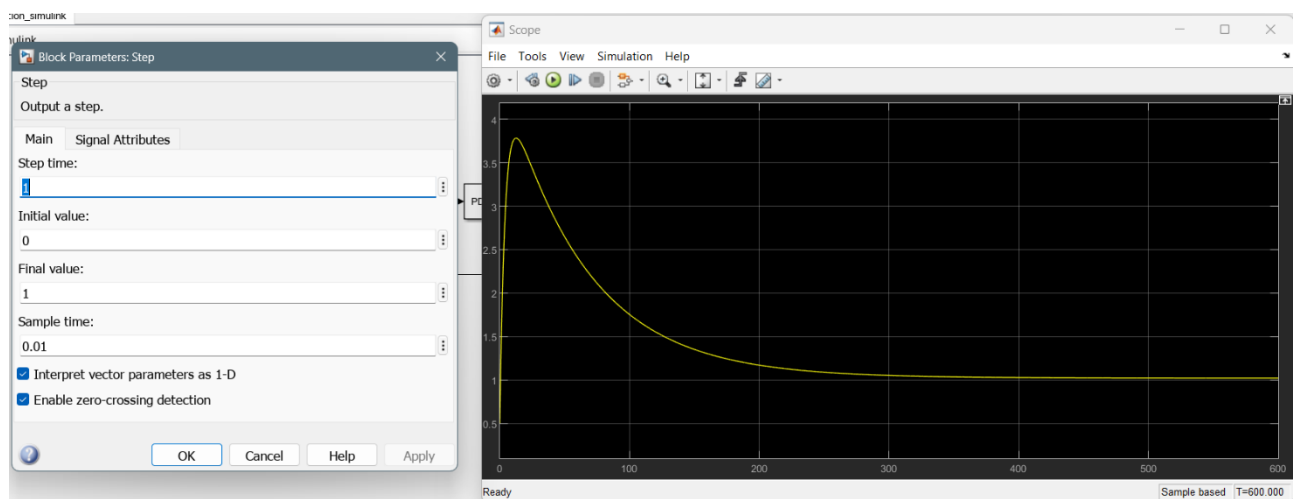 ion_simulink
Block Parameters: Step
Step
Output a step.
Main Signal Attributes
Step time:
1
Initial value:
0
Final value:
1
Sample time:
0.01
Interpret vector parameters as 1-D
Enable zero-crossing detection
OK Cancel Help Apply
PD
Scope
File Tools View Simulation Help
4
3.5
3
2.5
2
1.5
1
0.5
0 100 200 300 400 500 600
Ready Sample based T=600.000